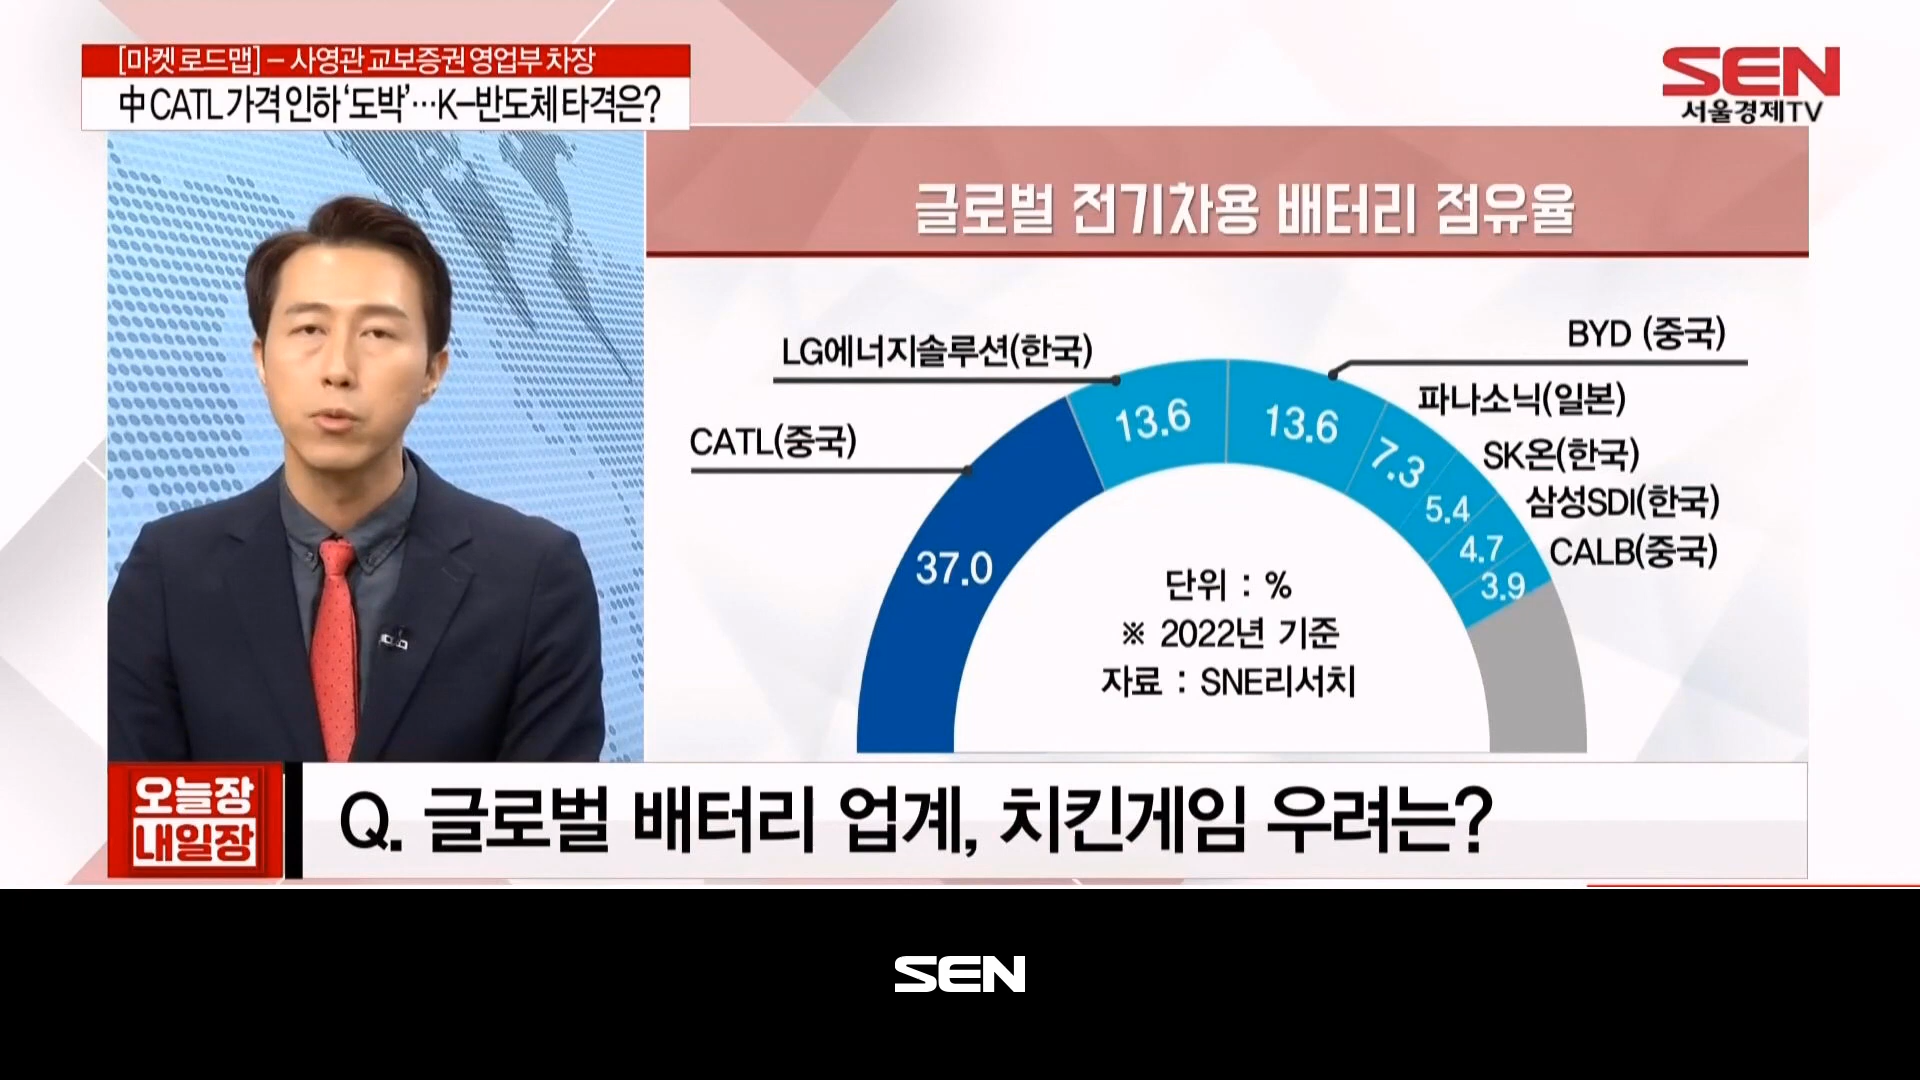 [마켓 로드맵] - 사영관 교보증권 영업부 차장
中 CATL 가격 인하 '도박'…K-반도체 타격은?
SEN
서울경제TV
글로벌 전기차용 배터리 점유율
LG에너지솔루션(한국)
BYD (중국)
CATL(중국)
파나소닉(일본)
SK온(한국)
삼성SDI(한국)
CALB(중국)
37.0
13.6
13.6
7.3
5.4
4.7
3.9
단위 : %
※ 2022년 기준
자료 : SNE리서치
오늘장
내일장
Q. 글로벌 배터리 업계, 치킨게임 우려는?
SEN